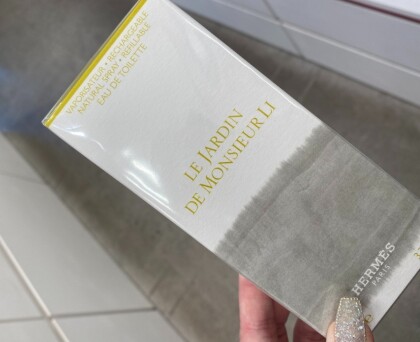 VAPORISATEUR • RECHARGEABLE
NATURAL SPRAY • REFILLABLE
EAU DE TOILETTE
LE JARDIN
DE MONSIEUR LI
HERMÈS
PARIS